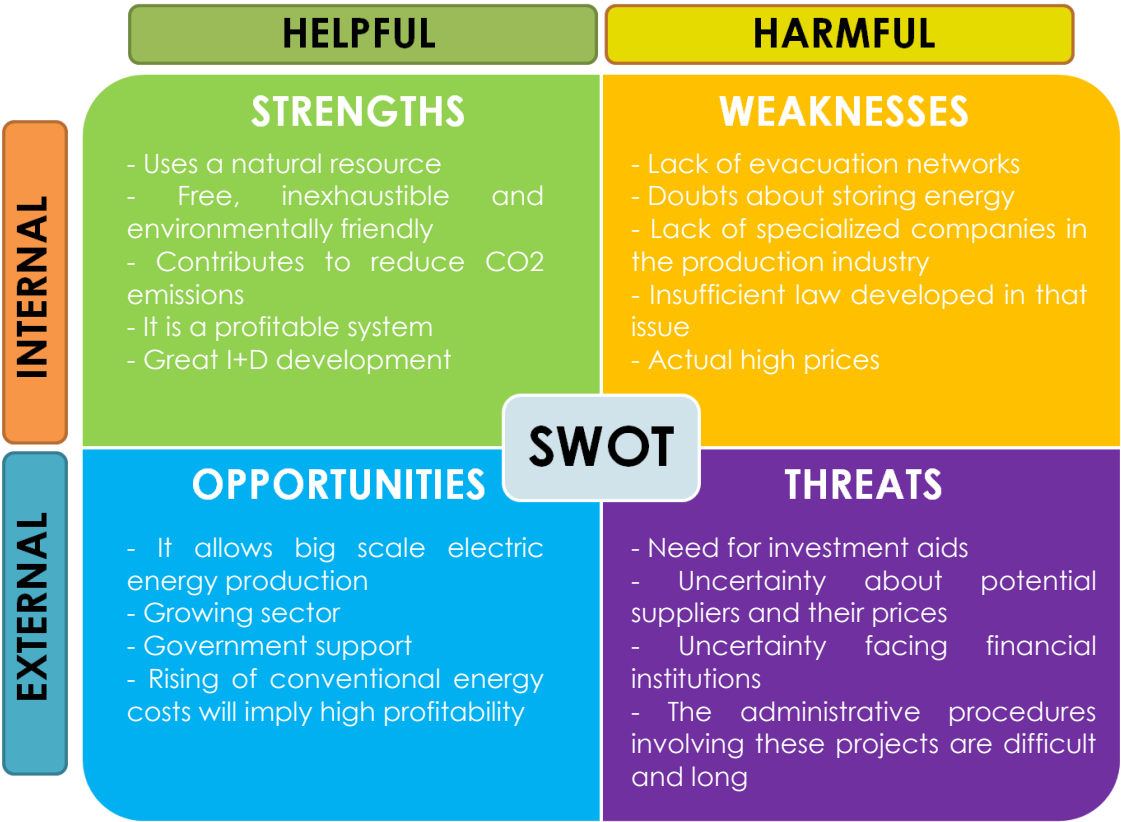 HELPFUL
HARMFUL
INTERNAL
STRENGTHS
- Uses a natural resource
- Free, inexhaustible and
environmentally friendly
- Contributes to reduce CO2
emissions
- It is a profitable system
- Great I+D development
WEAKNESSES
- Lack of evacuation networks
- Doubts about storing energy
- Lack of specialized companies in
the production industry
- Insufficient law developed in that
issue
- Actual high prices
SWOT
EXTERNAL
OPPORTUNITIES
- It allows big scale electric
energy production
- Growing sector
- Government support
- Rising of conventional energy
costs will imply high profitability
THREATS
- Need for investment aids
- Uncertainty about potential
suppliers and their prices
- Uncertainty facing financial
institutions
- The administrative procedures
involving these projects are difficult
and long